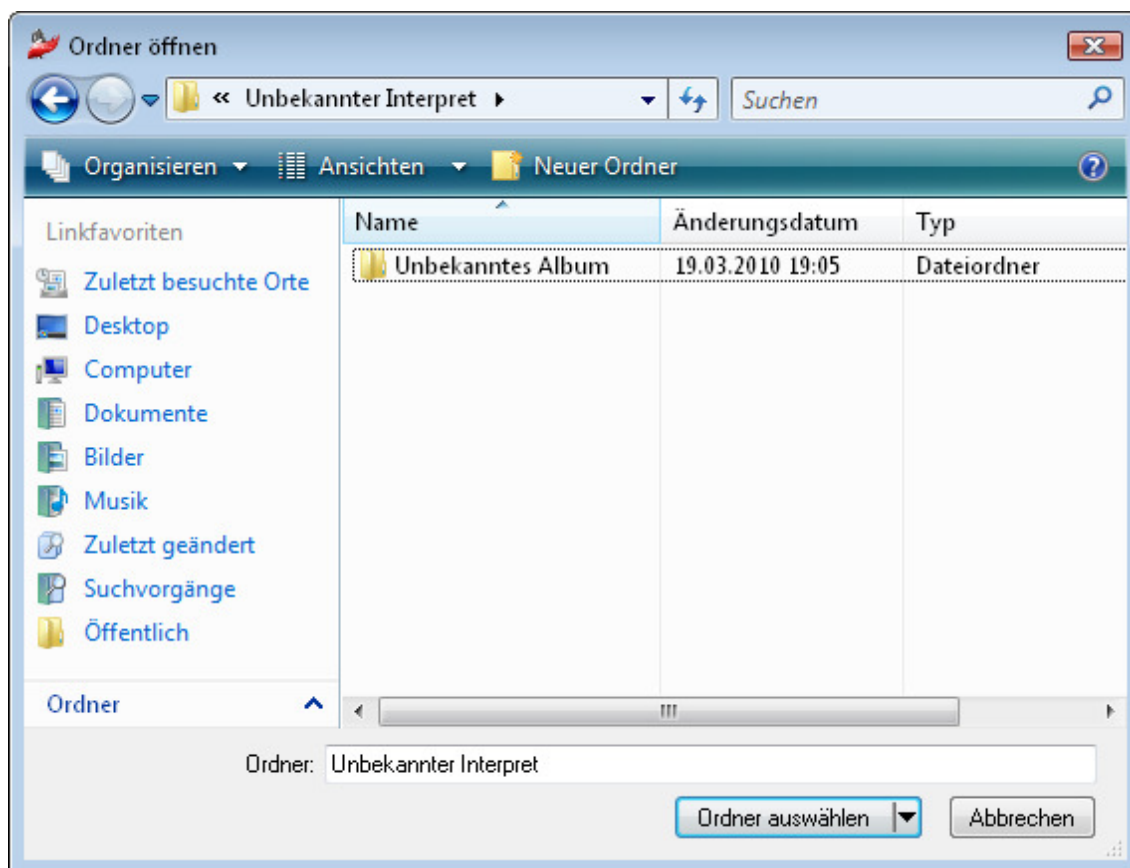 Ordner öffnen
« Unbekannter Interpret
Suchen
Organisieren Ansichten Neuer Ordner
Linkfavoriten
Zuletzt besuchte Orte
Desktop
Computer
Dokumente
Bilder
Musik
Zuletzt geändert
Suchvorgänge
Öffentlich
Ordner
Name Änderungsdatum Typ
Unbekanntes Album 19.03.2010 19:05 Dateiordner
Ordner: Unbekannter Interpret
Ordner auswählen Abbrechen